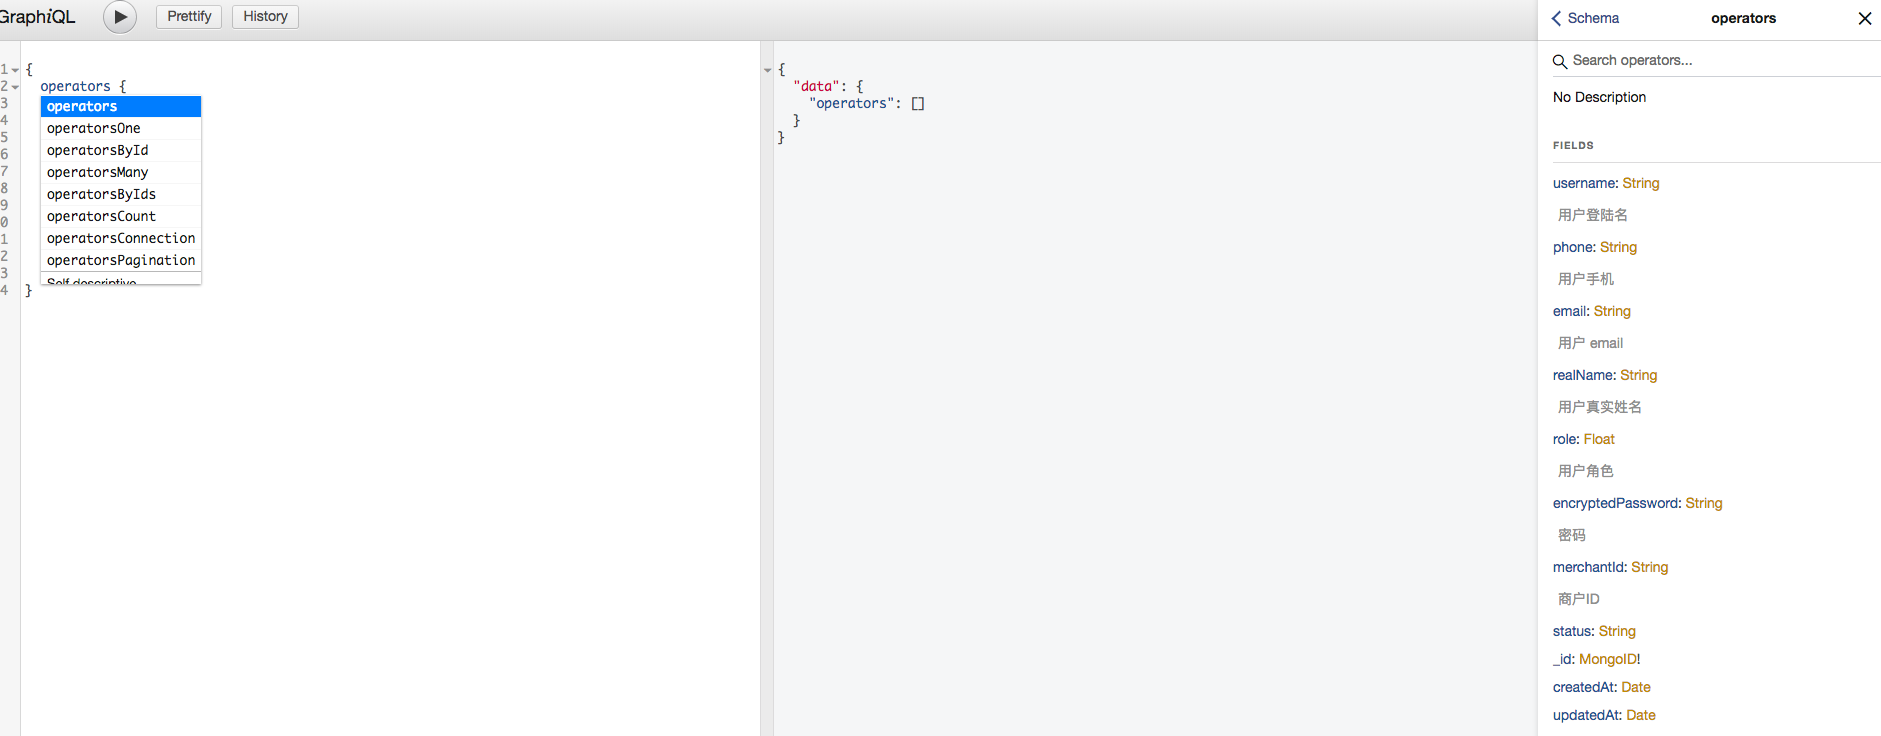 GraphiQL
Prettify
History
1
{
2
operators {
3
operators
4
operatorsOne
5
operatorsById
6
operatorsMany
7
operatorsByIds
8
operatorsCount
9
operatorsConnection
0
operatorsPagination
1
Self descriptive
2
3
4
}
{
"data": {
"operators": []
}
}
Schema
operators
Search operators...
No Description
FIELDS
username: String
用户登陆名
phone: String
用户手机
email: String
用户 email
realName: String
用户真实姓名
role: Float
用户角色
encryptedPassword: String
密码
merchantId: String
商户ID
status: String
_id: MongoID!
createdAt: Date
updatedAt: Date